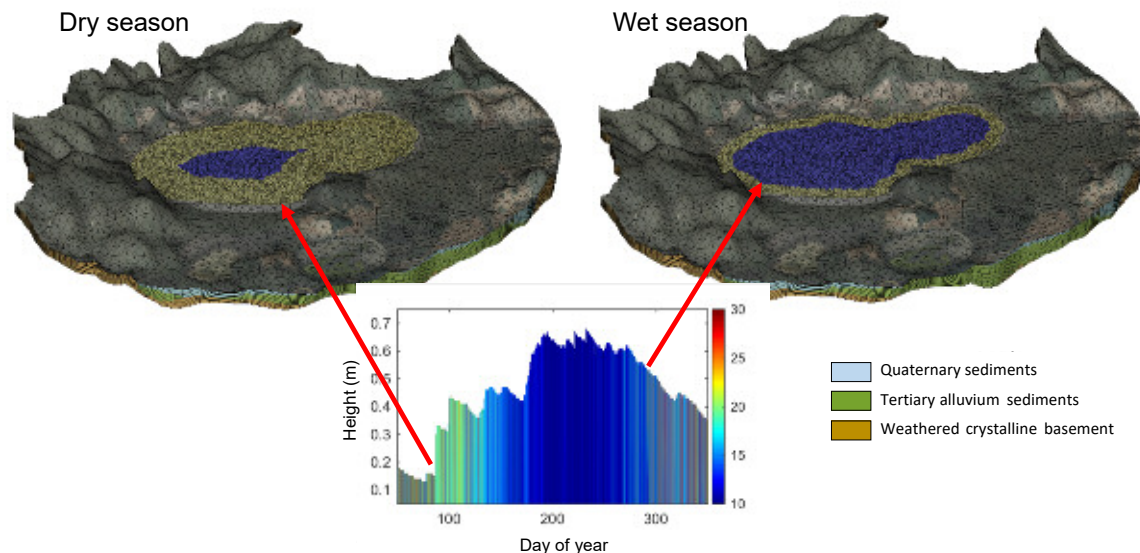 Dry season
Wet season
Height (m)
0.7
0.6
0.5
0.4
0.3
0.2
0.1
100
200
300
Day of year
30
25
20
15
10
Quaternary sediments
Tertiary alluvium sediments
Weathered crystalline basement